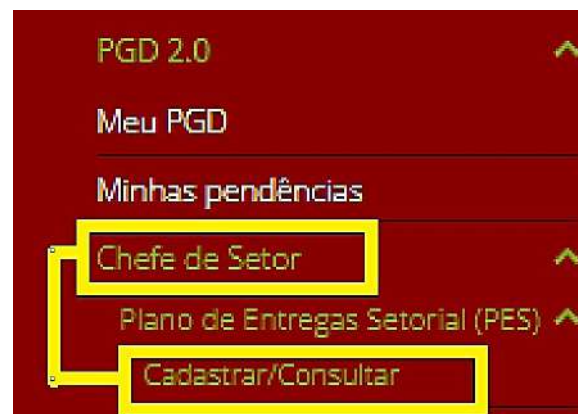 PGD 2.0
Meu PGD
Minhas pendências
Chefe de Setor
Plano de Entregas Setorial (PES)
Cadastrar/Consultar